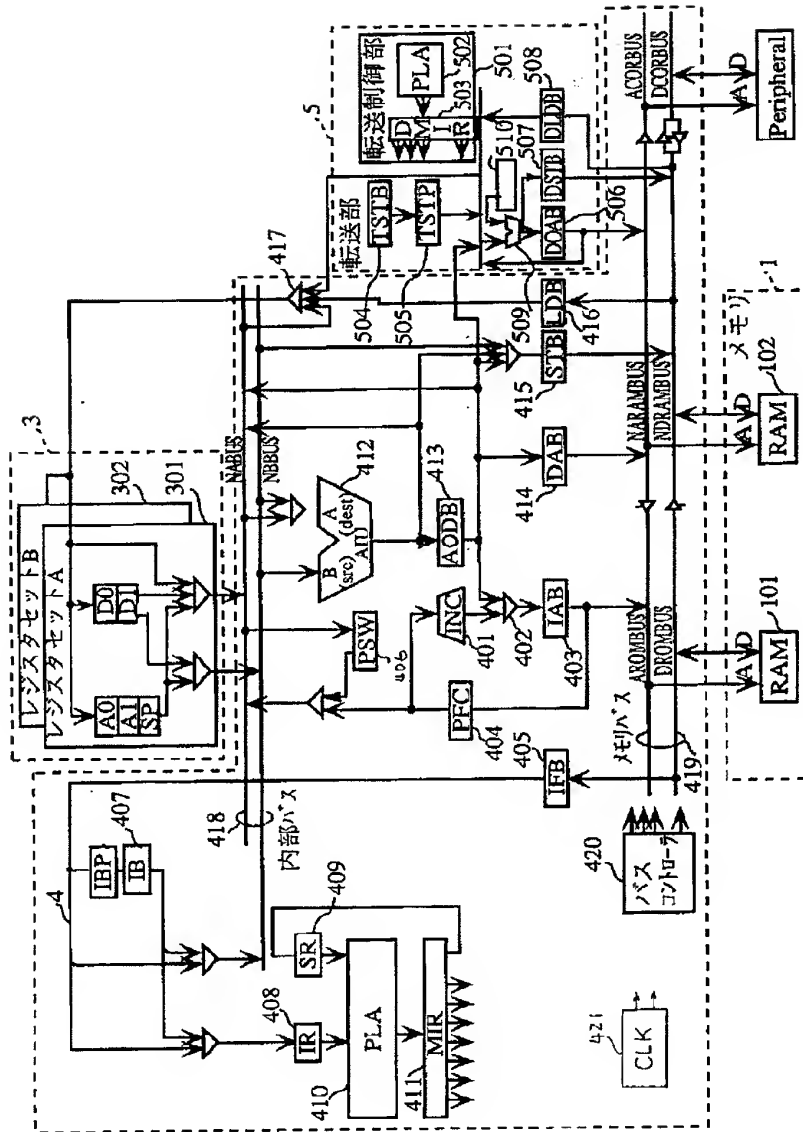 3
レジスタセットB
レジスタセットA
302
301
A0
A1
SP
D0
D1
4
IBP
IB
407
418
内部バス
NABUS
NBBUS
417
5
転送部
転送制御部
TSTB
TSTP
504
505
D
M
I
R
PLA
502
503
501
508
510
507
509
DOAB
DSTB
DLDB
506
408
IR
SR
409
410
PLA
411
MIR
PSW
406
B
(src)
A
(dest)
ALU
412
AODB
413
INC
401
402
PFC
404
IAB
403
405
IFB
DAB
414
STB
415
LDB
416
421
CLK
420
バス
コントローラ
メモリバス
419
AROMBUS
DROMBUS
NARAMBUS
NDRAMBUS
ACORBUS
DCORBUS
A
D
RAM
101
メモリ
1
A
D
RAM
102
A
D
Peripheral